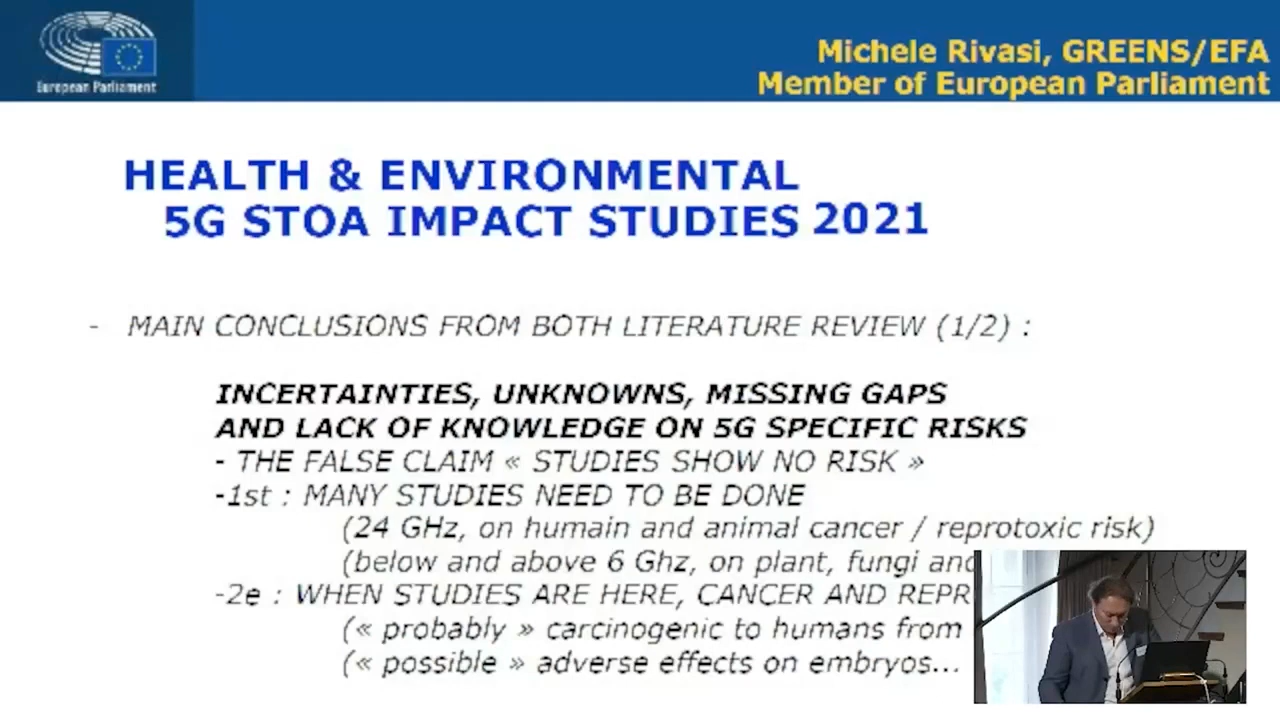 European Parliament
Michele Rivasi, GREENS/EFA
Member of European Parliament
HEALTH & ENVIRONMENTAL
5G STOA IMPACT STUDIES 2021
- MAIN CONCLUSIONS FROM BOTH LITERATURE REVIEW (1/2) :
INCERTAINTIES, UNKNOWNS, MISSING GAPS
AND LACK OF KNOWLEDGE ON 5G SPECIFIC RISKS
- THE FALSE CLAIM « STUDIES SHOW NO RISK »
-1st : MANY STUDIES NEED TO BE DONE
(24 GHz, on humain and animal cancer / reprotoxic risk)
(below and above 6 Ghz, on plant, fungi and
-2e : WHEN STUDIES ARE HERE, CANCER AND REPR
(« probably » carcinogenic to humans from
(« possible » adverse effects on embryos...